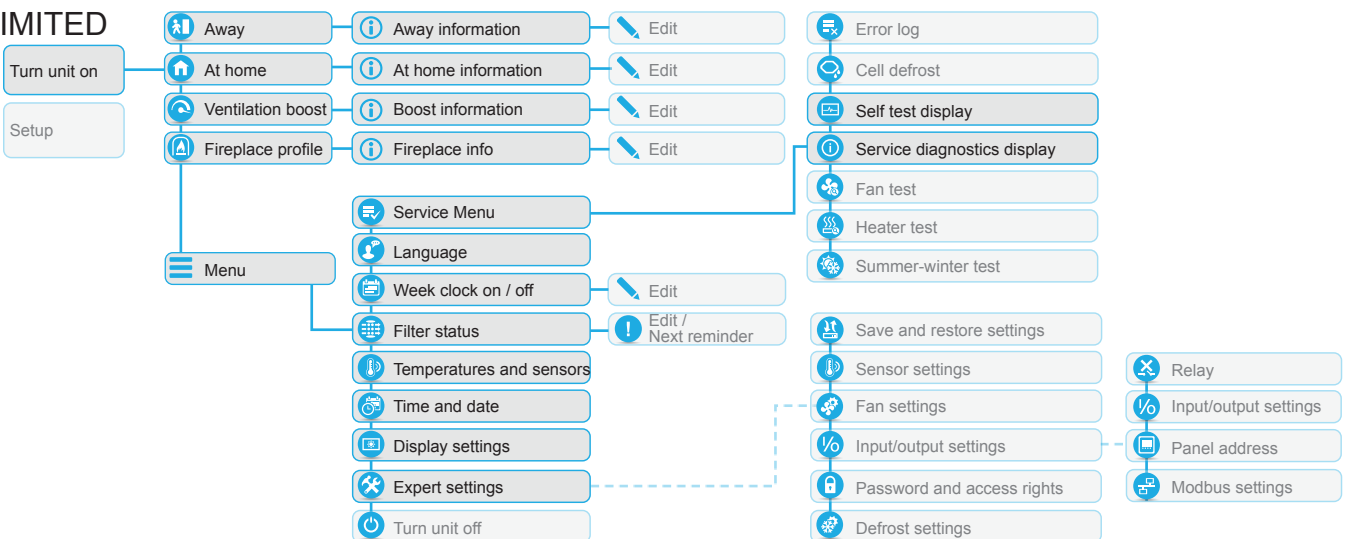 IMITED
Turn unit on
Setup
Away
Away information
Edit
At home
At home information
Edit
Ventilation boost
Boost information
Edit
Fireplace profile
Fireplace info
Edit
Menu
Service Menu
Language
Week clock on / off
Edit
Filter status
Edit /
Next reminder
Temperatures and sensors
Time and date
Display settings
Expert settings
Turn unit off
Error log
Cell defrost
Self test display
Service diagnostics display
Fan test
Heater test
Summer-winter test
Save and restore settings
Sensor settings
Fan settings
Input/output settings
Password and access rights
Defrost settings
Relay
Input/output settings
Panel address
Modbus settings